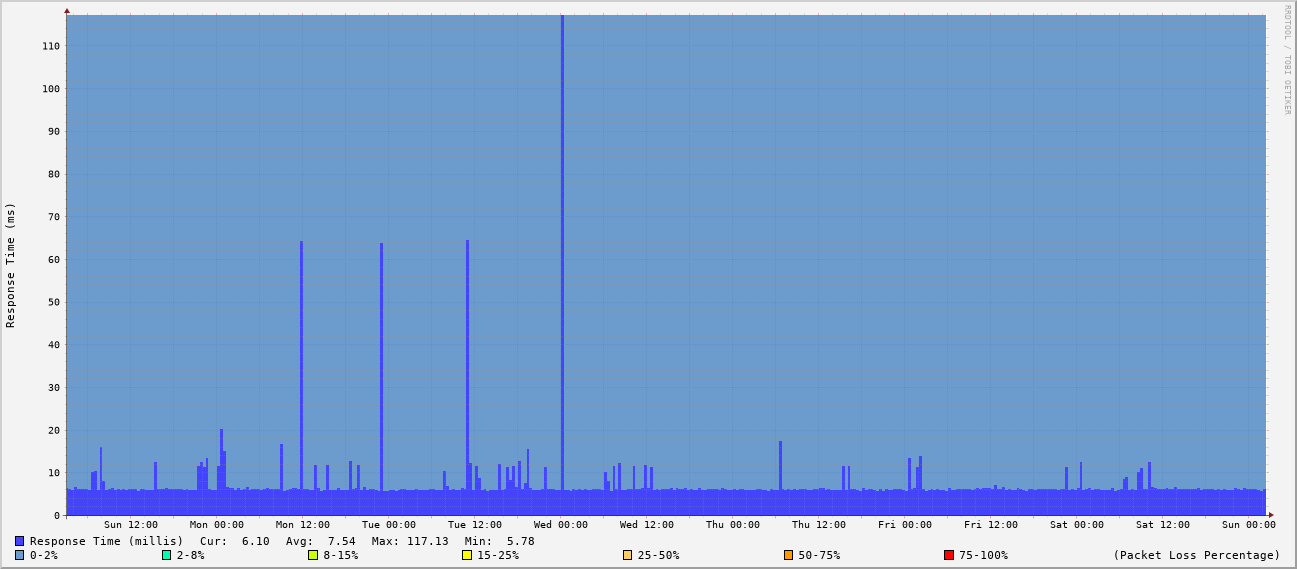 RRDTOOL / TOBI OETIKER
Response Time (ms)
110
100
90
80
70
60
50
40
30
20
10
0
Sun 12:00 Mon 00:00 Mon 12:00 Tue 00:00 Tue 12:00 Wed 00:00 Wed 12:00 Thu 00:00 Thu 12:00 Fri 00:00 Fri 12:00 Sat 00:00 Sat 12:00 Sun 00:00
Response Time (millis) Cur: 6.10 Avg: 7.54 Max: 117.13 Min: 5.78
0-2% 2-8% 8-15% 15-25% 25-50% 50-75% 75-100% (Packet Loss Percentage)